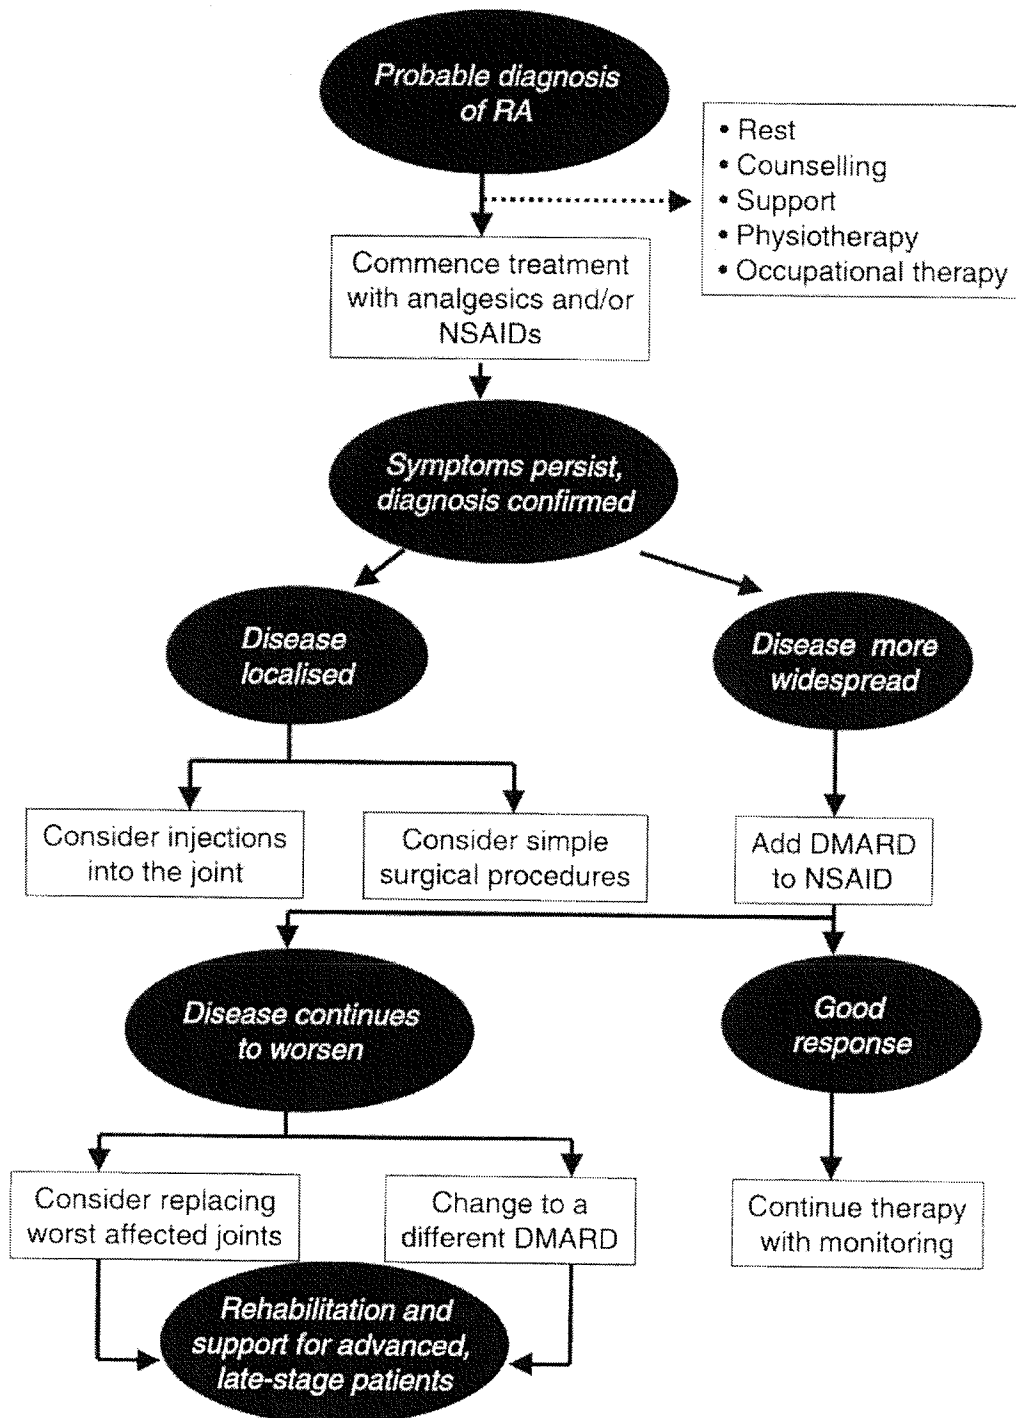 Probable diagnosis
of RA
• Rest
• Counselling
• Support
• Physiotherapy
• Occupational therapy
Commence treatment
with analgesics and/or
NSAIDs
Symptoms persist,
diagnosis confirmed
Disease
localised
Disease more
widespread
Consider injections
into the joint
Consider simple
surgical procedures
Add DMARD
to NSAID
Disease continues
to worsen
Good
response
Consider replacing
worst affected joints
Change to a
different DMARD
Continue therapy
with monitoring
Rehabilitation and
support for advanced,
late-stage patients